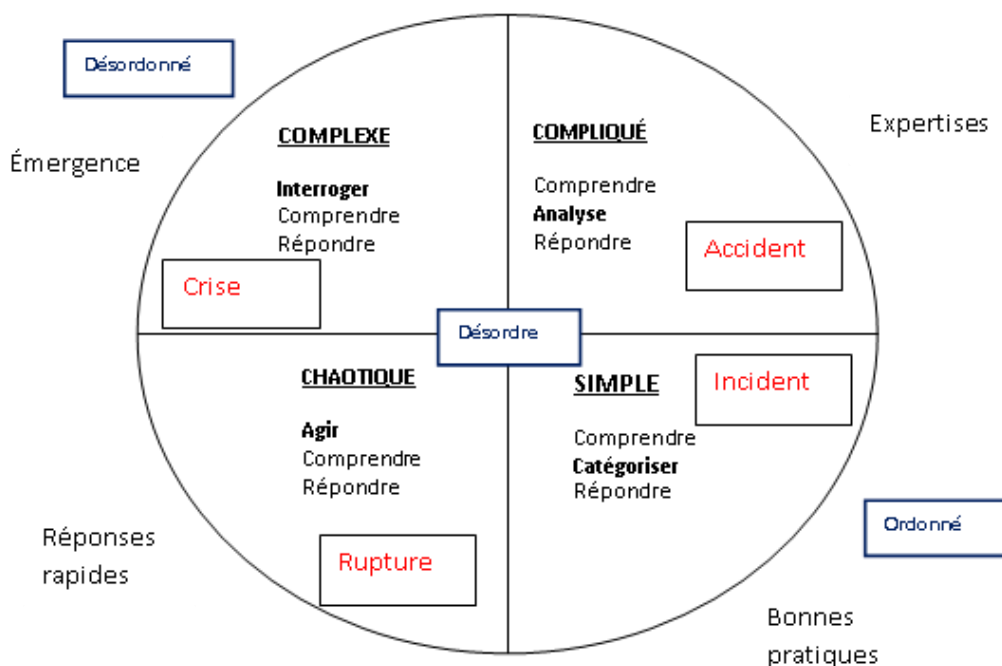 Désordonné
Émergence
COMPLEXE
Interroger
Comprendre
Répondre
Crise
COMPLIQUÉ
Comprendre
Analyse
Répondre
Accident
Expertises
Désordre
CHAOTIQUE
Agir
Comprendre
Répondre
Rupture
Réponses
rapides
SIMPLE
Incident
Comprendre
Catégoriser
Répondre
Ordonné
Bonnes
pratiques